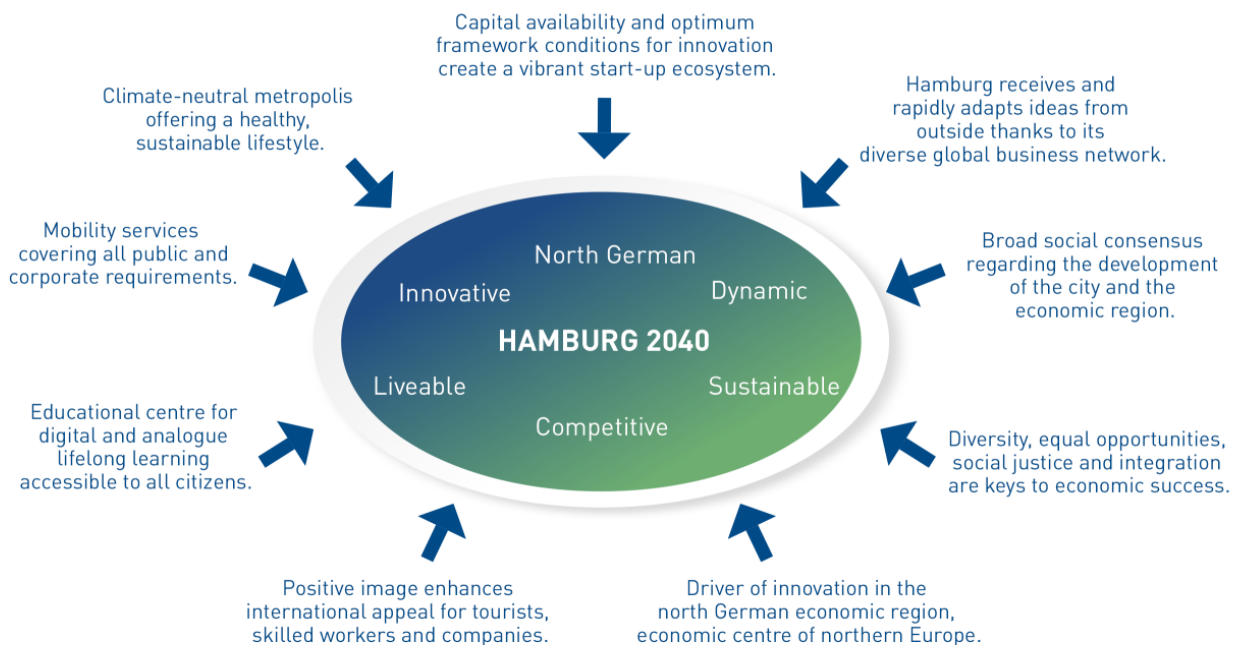 Capital availability and optimum
framework conditions for innovation
create a vibrant start-up ecosystem.
Climate-neutral metropolis
offering a healthy,
sustainable lifestyle.
Hamburg receives and
rapidly adapts ideas from
outside thanks to its
diverse global business network.
Mobility services
covering all public and
corporate requirements.
Broad social consensus
regarding the development
of the city and the
economic region.
North German
Innovative
Dynamic
HAMBURG 2040
Liveable
Sustainable
Competitive
Educational centre for
digital and analogue
lifelong learning
accessible to all citizens.
Diversity, equal opportunities,
social justice and integration
are keys to economic success.
Positive image enhances
international appeal for tourists,
skilled workers and companies.
Driver of innovation in the
north German economic region,
economic centre of northern Europe.